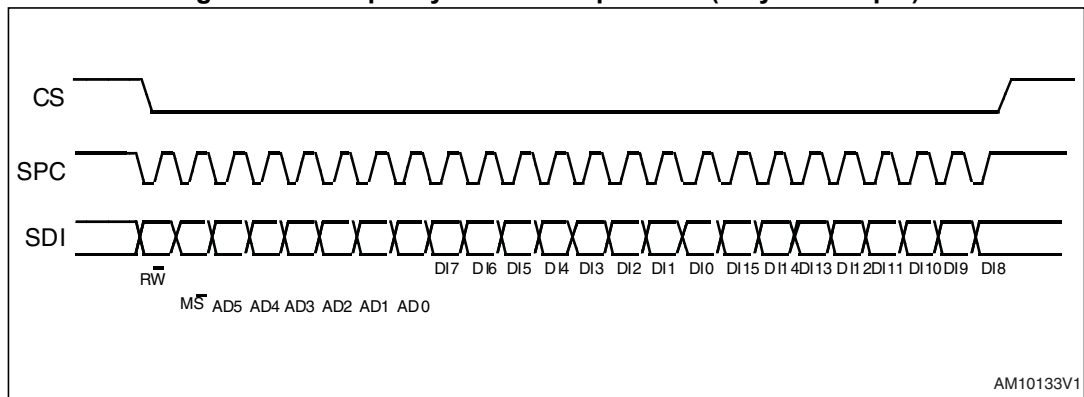 CS
SPC
SDI
RW
DI7 DI6 DI5 DI4 DI3 DI2 DI1 DI0 DI15 DI14 DI13 DI12 DI11 DI10 DI9 DI8
MS AD5 AD4 AD3 AD2 AD1 AD0
AM10133V1